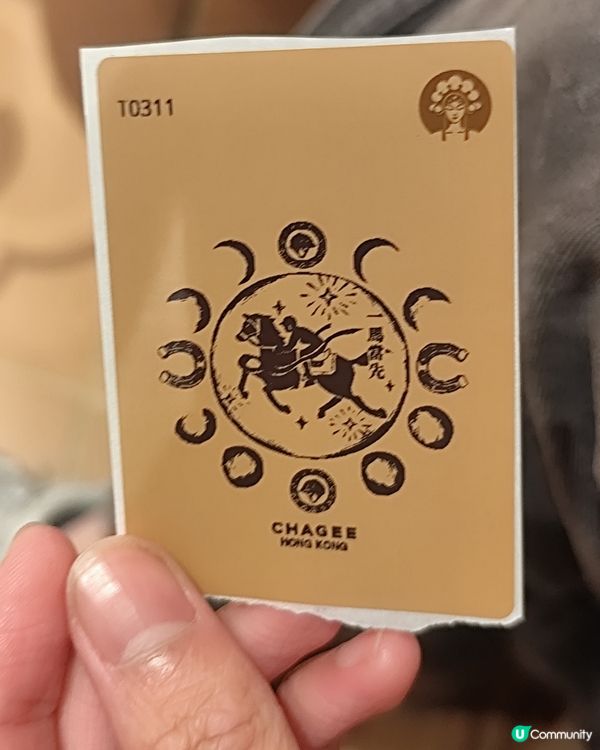 T0311
一馬當先
CHAGEE
HONG KONG
U Community